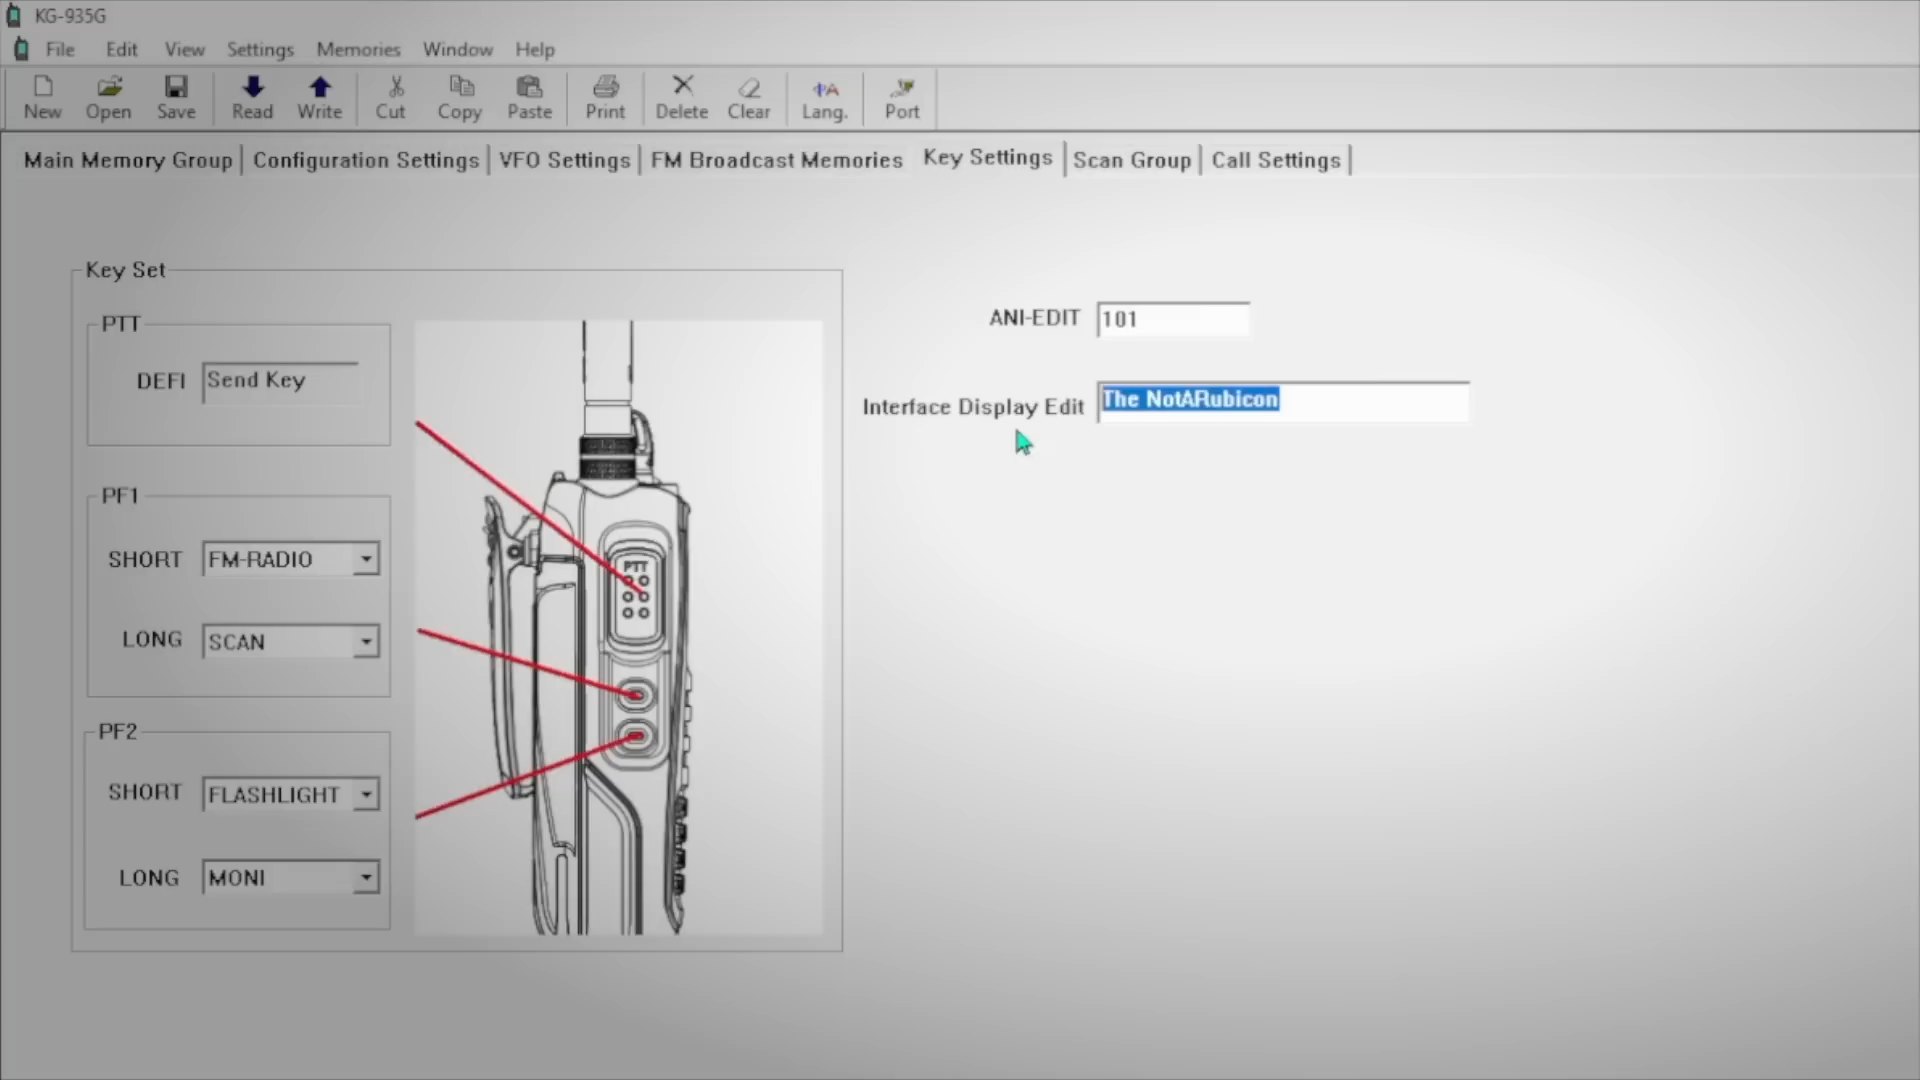 KG-935G
File Edit View Settings Memories Window Help
New Open Save Read Write Cut Copy Paste Print Delete Clear Lang. Port
Main Memory Group Configuration Settings VFO Settings FM Broadcast Memories Key Settings Scan Group Call Settings
Key Set
PTT
DEFI Send Key
PF1
SHORT FM-RADIO
LONG SCAN
PF2
SHORT FLASHLIGHT
LONG MONI
PTT
ANI-EDIT 101
Interface Display Edit The NotARubicon